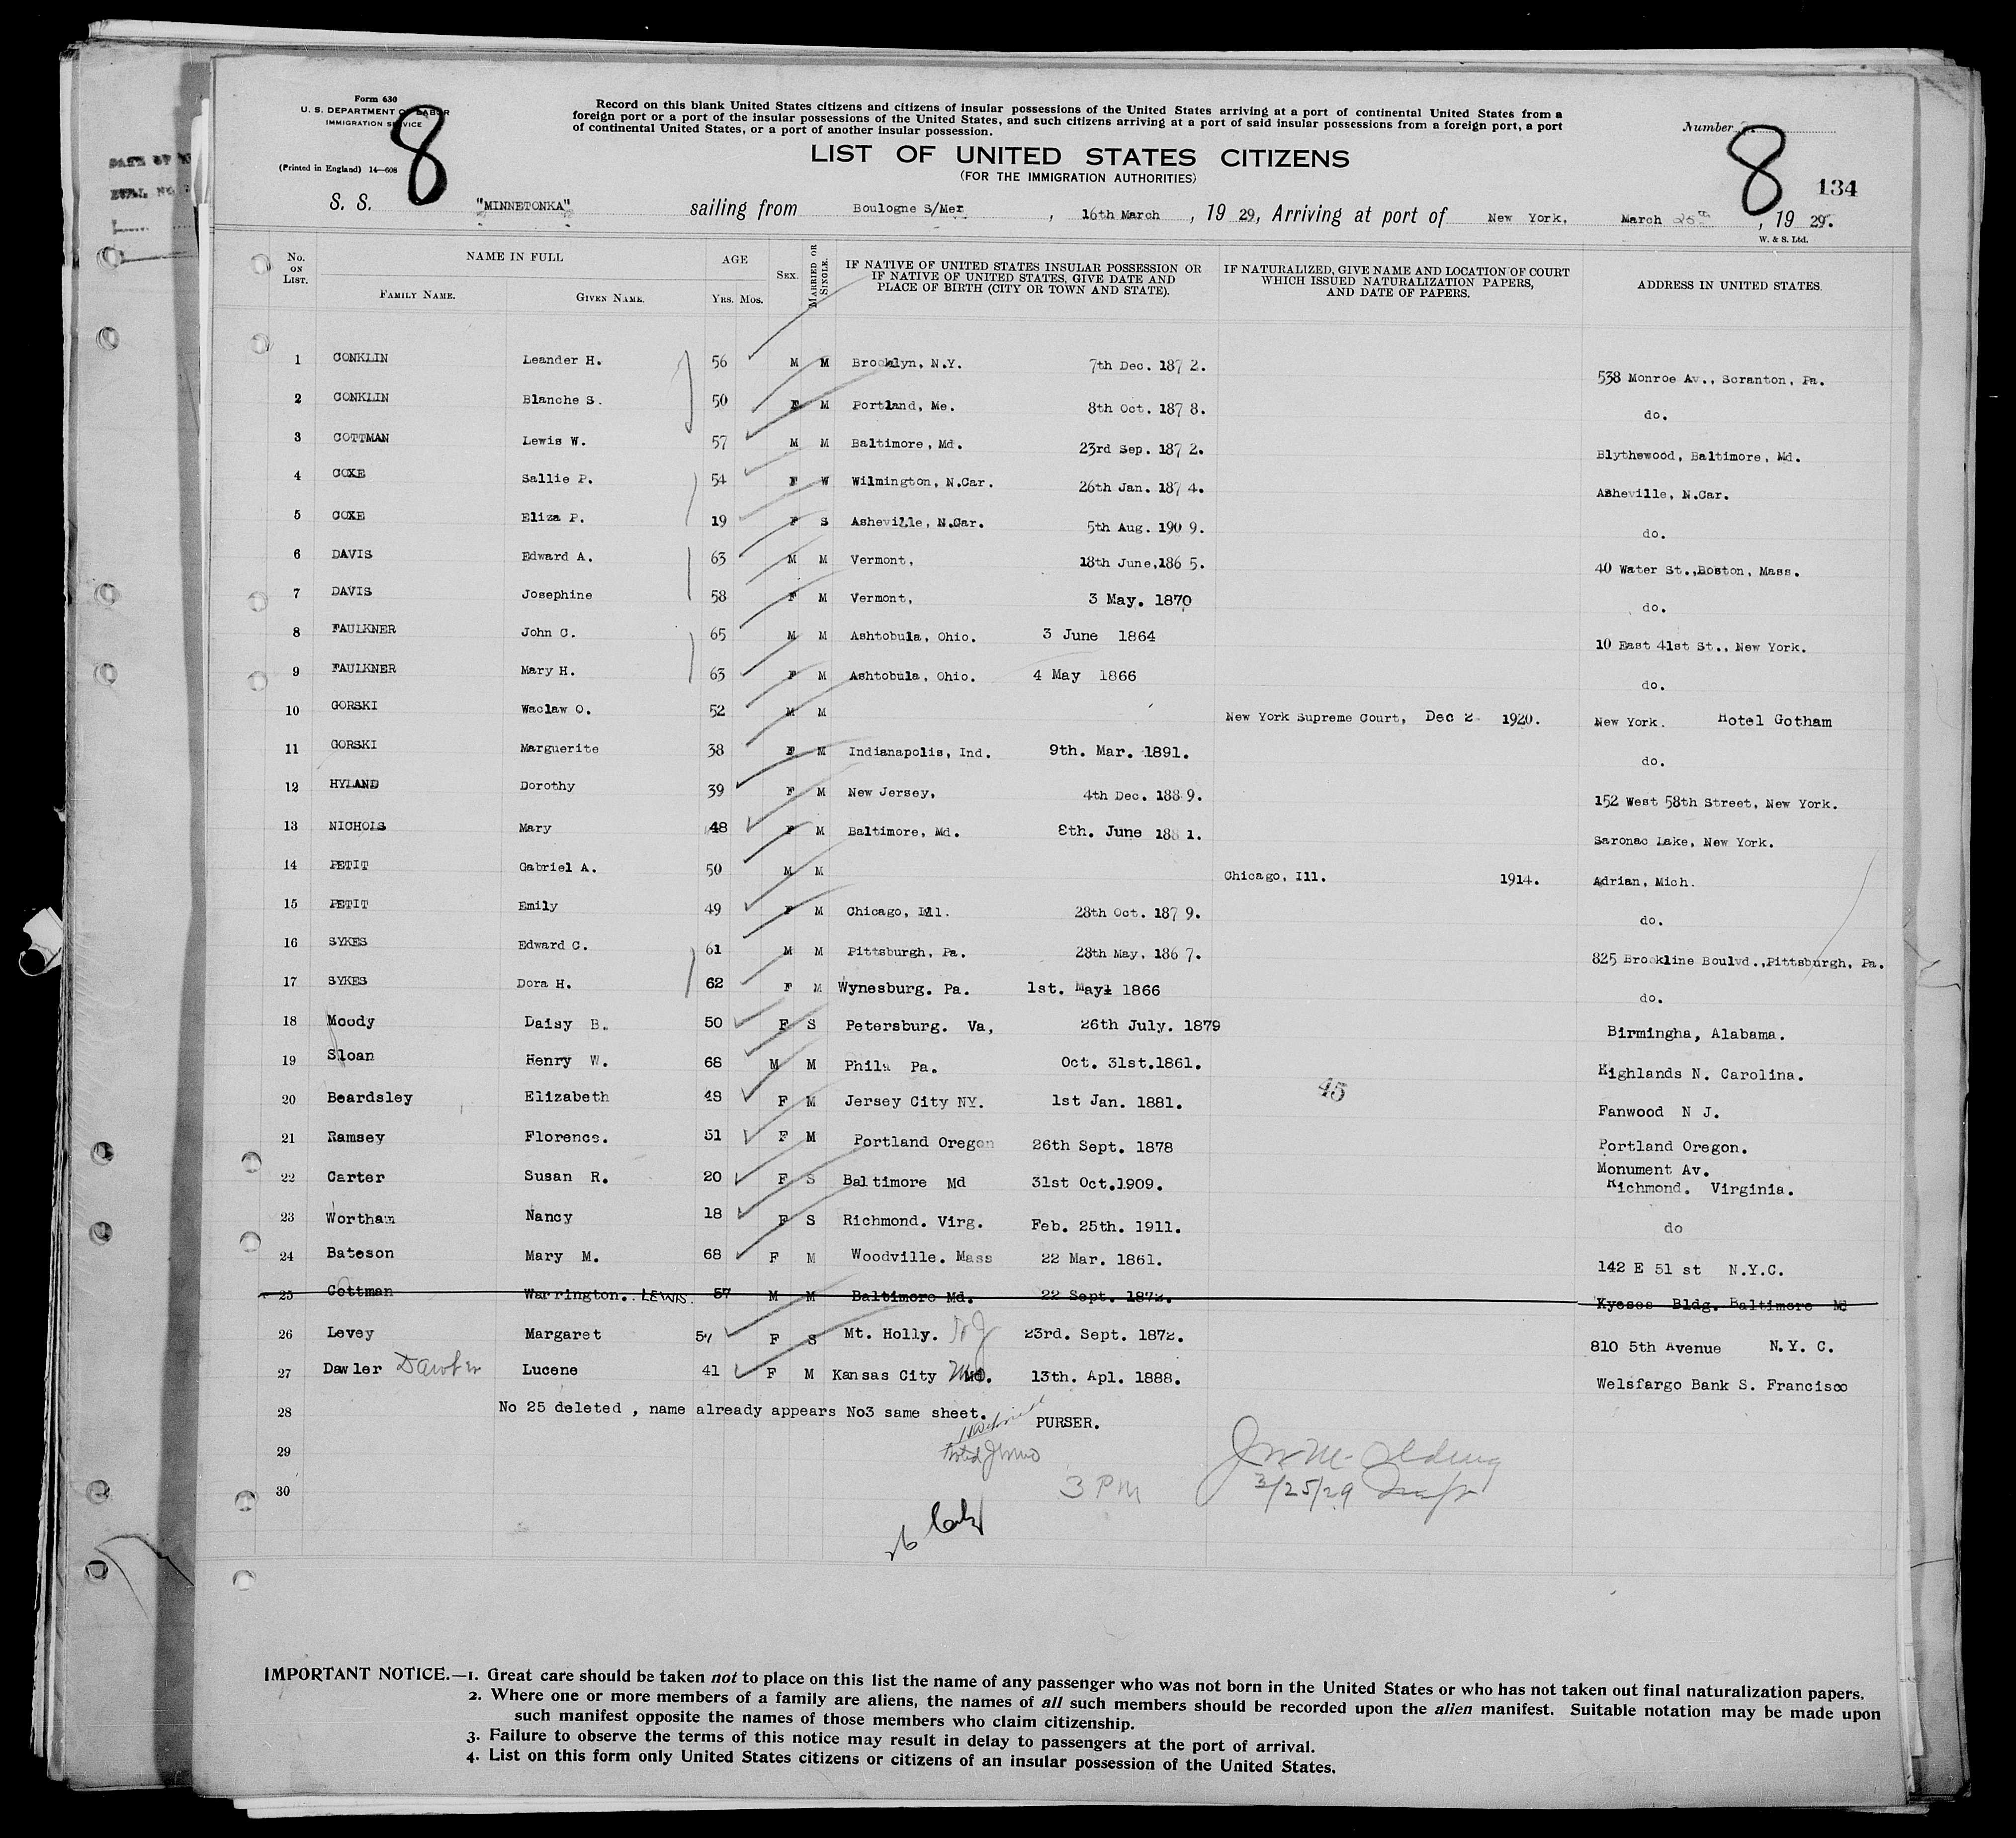 Form 630
U. S. DEPARTMENT OF LABOR
IMMIGRATION SERVICE
(Printed in England) 14—608
8
Record on this blank United States citizens and citizens of insular possessions of the United States arriving at a port of continental United States from a
foreign port or a port of the insular possessions of the United States, and such citizens arriving at a port of said insular possessions from a foreign port, a port
of continental United States, or a port of another insular possession.
Number
8
134
LIST OF UNITED STATES CITIZENS
(FOR THE IMMIGRATION AUTHORITIES)
S. S. "MINNETONKA" sailing from Boulogne S/Mer, 16th March, 19 29, Arriving at port of New York, March 25th, 19 29.
W. & S. Ltd.
No. ON LIST. NAME IN FULL FAMILY NAME. GIVEN NAME. AGE YRS. MOS. SEX. MARRIED OR SINGLE. IF NATIVE OF UNITED STATES INSULAR POSSESSION OR IF NATIVE OF UNITED STATES, GIVE DATE AND PLACE OF BIRTH (CITY OR TOWN AND STATE). IF NATURALIZED, GIVE NAME AND LOCATION OF COURT WHICH ISSUED NATURALIZATION PAPERS, AND DATE OF PAPERS. ADDRESS IN UNITED STATES.
1 CONKLIN Leander H. 56 M M Brooklyn, N.Y. 7th Dec. 187 2. 538 Monroe Av., Scranton, Pa.
2 CONKLIN Blanche S. 50 F M Portland, Me. 8th Oct. 187 8. do.
3 COTTMAN Lewis W. 57 M M Baltimore, Md. 23rd Sep. 187 2. Blythewood, Baltimore, Md.
4 COXE Sallie P. 54 F W Wilmington, N.Car. 26th Jan. 187 4. Asheville, N.Car.
5 COXE Eliza P. 19 F S Asheville, N.Car. 5th Aug. 190 9. do.
6 DAVIS Edward A. 63 M M Vermont, 18th June, 186 5. 40 Water St., Boston, Mass.
7 DAVIS Josephine 58 F M Vermont, 3 May. 1870 do.
8 FAULKNER John C. 65 M M Ashtobula, Ohio. 3 June 1864 10 East 41st St., New York.
9 FAULKNER Mary H. 63 F M Ashtobula, Ohio. 4 May 1866 do.
10 GORSKI Waclaw O. 52 M M New York Supreme Court, Dec 2 1920. New York. Hotel Gotham
11 GORSKI Marguerite 38 F M Indianapolis, Ind. 9th. Mar. 1891. do.
12 HYLAND Dorothy 39 F M New Jersey, 4th Dec. 188 9. 152 West 58th Street, New York.
13 NICHOLS Mary 48 F M Baltimore, Md. 8th. June 188 1. Saronac Lake, New York.
14 PETIT Gabriel A. 50 M M Chicago, Ill. 1914. Adrian, Mich.
15 PETIT Emily 49 F M Chicago, Ill. 28th Oct. 187 9. do.
16 SYKES Edward C. 61 M M Pittsburgh, Pa. 28th May, 186 7. 825 Brookline Boulvd., Pittsburgh, Pa.
17 SYKES Dora H. 62 F M Wynesburg. Pa. 1st. May 1866 do.
18 Moody Daisy B. 50 F S Petersburg. Va, 26th July. 1879 Birmingha, Alabama.
19 Sloan Henry W. 68 M M Phila Pa. Oct. 31st.1861. Highlands N. Carolina.
45
20 Beardsley Elizabeth 48 F M Jersey City NY. 1st Jan. 1881. Fanwood N J.
21 Ramsey Florence. 51 F M Portland Oregon 26th Sept. 1878 Portland Oregon.
22 Carter Susan R. 20 F S Baltimore Md 31st Oct.1909. Monument Av. Richmond. Virginia.
23 Wortham Nancy 18 F S Richmond. Virg. Feb. 25th. 1911. do
24 Bateson Mary M. 68 F M Woodville. Mass 22 Mar. 1861. 142 E 51 st N.Y.C.
25 Cottman Warrington. LEWIS. 57 M M Baltimore Md. 22 Sept. 1872. Kyeses Bldg. Baltimore Md
26 Levey Margaret 57 F S Mt. Holly. NJ 23rd. Sept. 1872. 810 5th Avenue N.Y. C.
27 Dawler Lucene 41 F M Kansas City Mo. 13th. Apl. 1888. Welsfargo Bank S. Francisco
28 No 25 deleted , name already appears No3 same sheet. PURSER.
29
30 3 PM 3/25/29
IMPORTANT NOTICE.—1. Great care should be taken not to place on this list the name of any passenger who was not born in the United States or who has not taken out final naturalization papers.
2. Where one or more members of a family are aliens, the names of all such members should be recorded upon the alien manifest. Suitable notation may be made upon
such manifest opposite the names of those members who claim citizenship.
3. Failure to observe the terms of this notice may result in delay to passengers at the port of arrival.
4. List on this form only United States citizens or citizens of an insular possession of the United States.